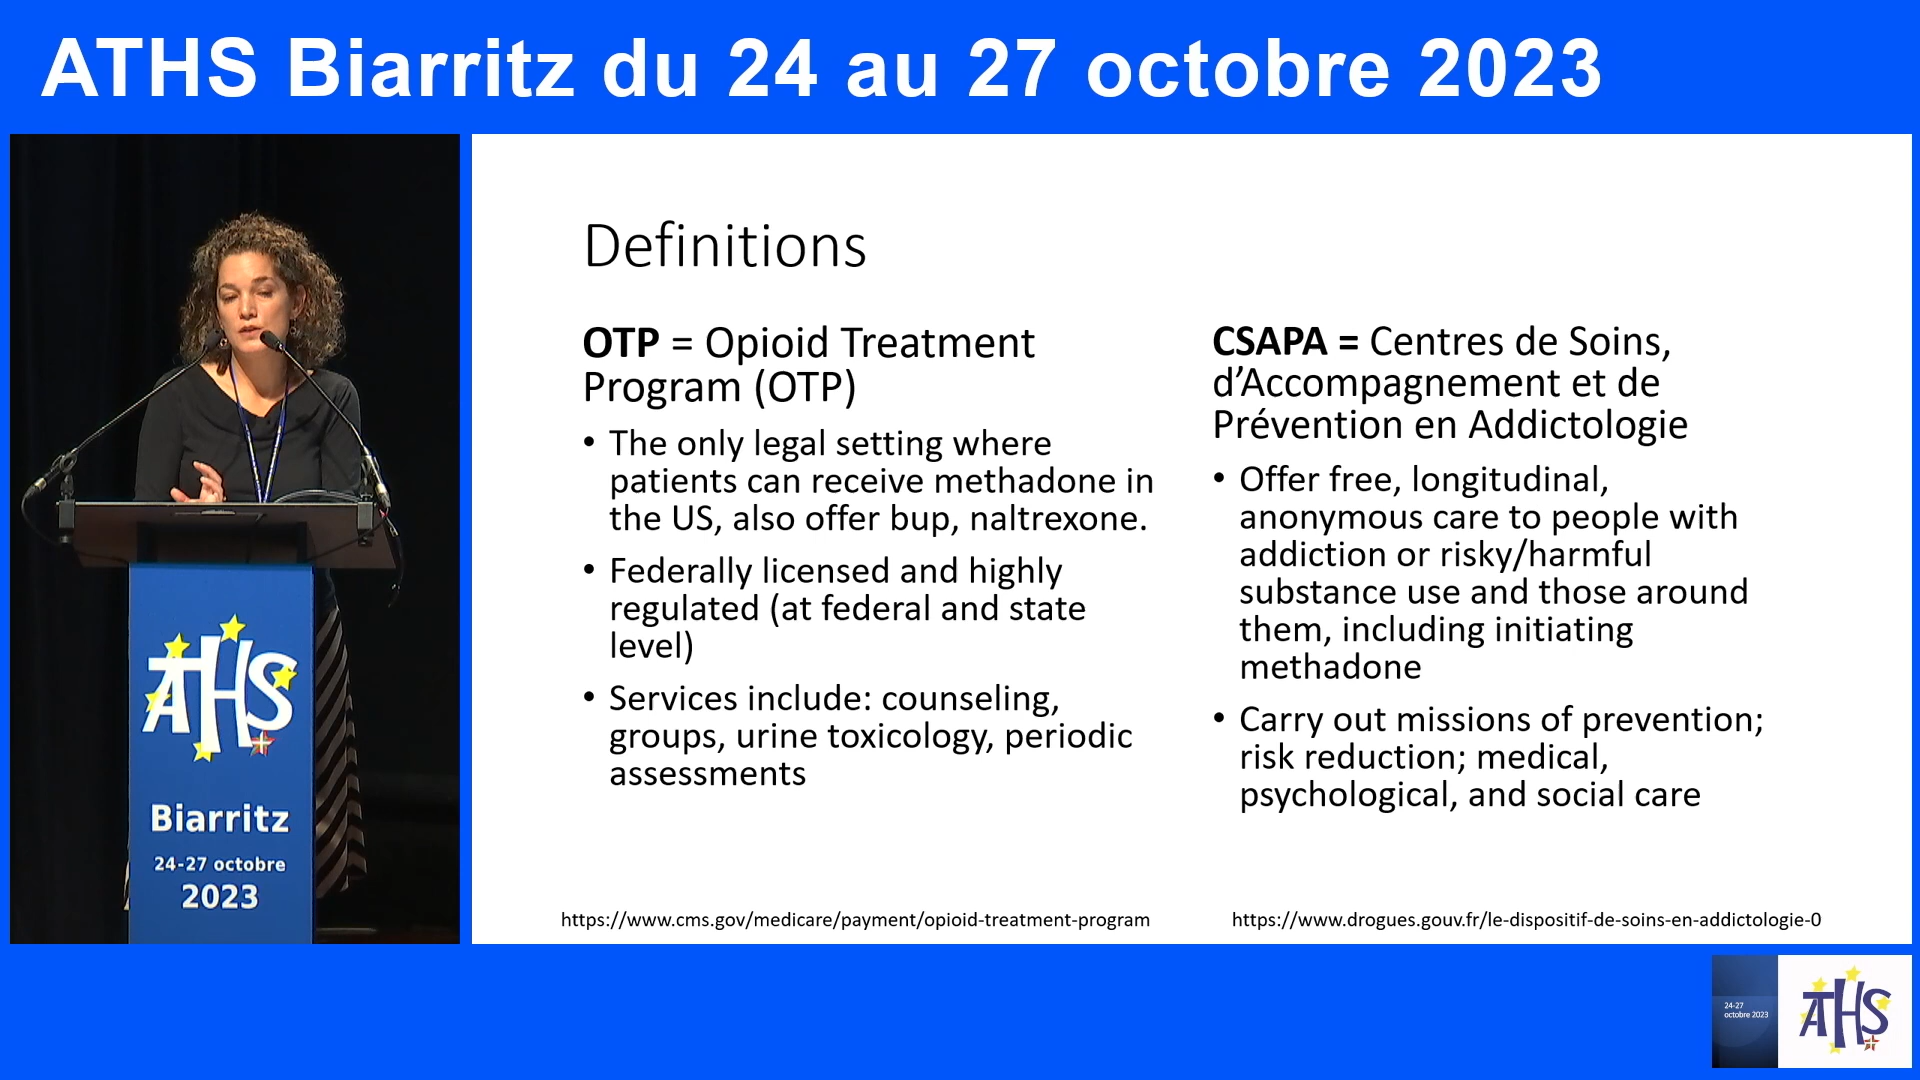 ATHS Biarritz du 24 au 27 octobre 2023
Definitions
OTP = Opioid Treatment
Program (OTP)
• The only legal setting where
patients can receive methadone in
the US, also offer bup, naltrexone.
• Federally licensed and highly
regulated (at federal and state
level)
• Services include: counseling,
groups, urine toxicology, periodic
assessments
https://www.cms.gov/medicare/payment/opioid-treatment-program
CSAPA = Centres de Soins,
d’Accompagnement et de
Prévention en Addictologie
• Offer free, longitudinal,
anonymous care to people with
addiction or risky/harmful
substance use and those around
them, including initiating
methadone
• Carry out missions of prevention;
risk reduction; medical,
psychological, and social care
https://www.drogues.gouv.fr/le-dispositif-de-soins-en-addictologie-0
ATHS
Biarritz
24-27 octobre
2023
24-27
octobre 2023
ATHS